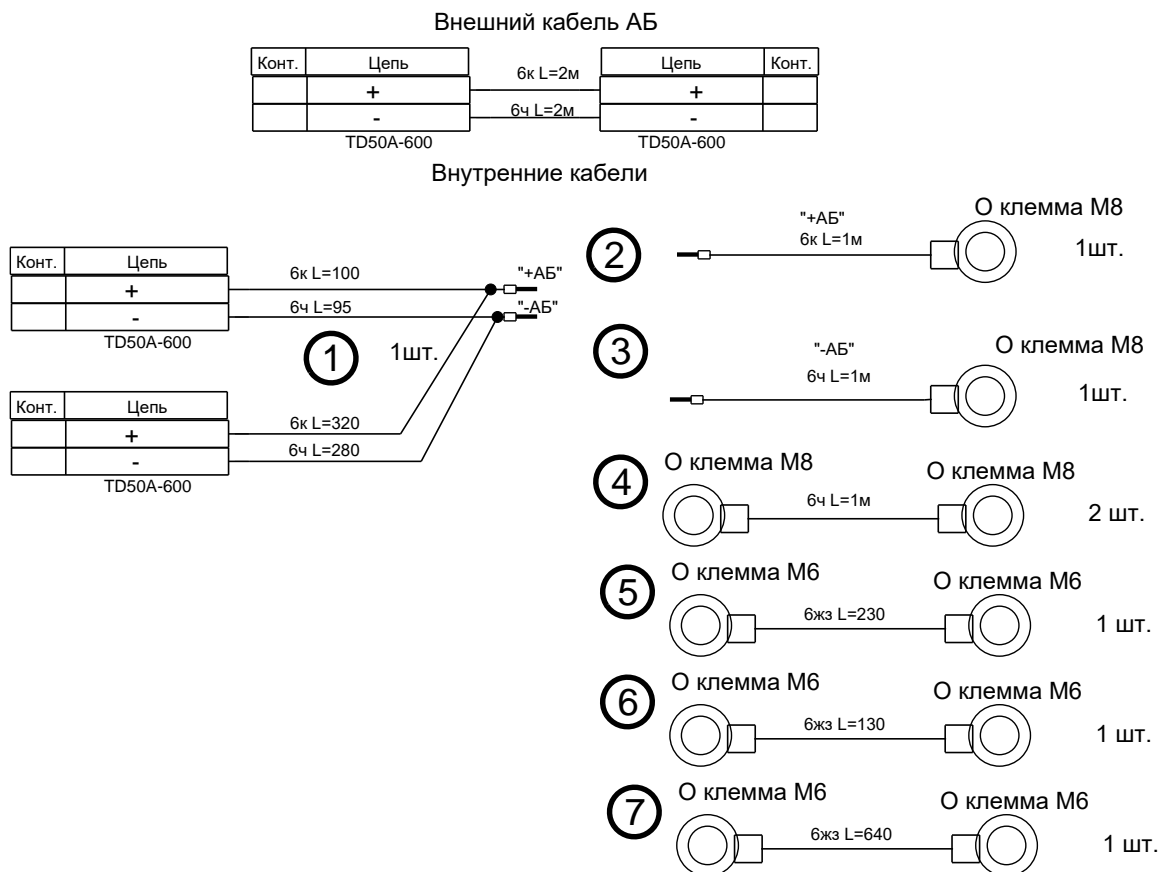 Внешний кабель АБ
Конт. Цепь
+
-
TD50A-600
6к L=2м
6ч L=2м
Цепь Конт.
+
-
TD50A-600
Внутренние кабели
Конт. Цепь
+
-
TD50A-600
6к L=100
6ч L=95
"+АБ"
"-АБ"
1 1шт.
Конт. Цепь
+
-
TD50A-600
6к L=320
6ч L=280
2
"+АБ"
6к L=1м
О клемма М8
1шт.
3
"-АБ"
6ч L=1м
О клемма М8
1шт.
4
О клемма М8
6ч L=1м
О клемма М8
2 шт.
5
О клемма М6
6жз L=230
О клемма М6
1 шт.
6
О клемма М6
6жз L=130
О клемма М6
1 шт.
7
О клемма М6
6жз L=640
О клемма М6
1 шт.